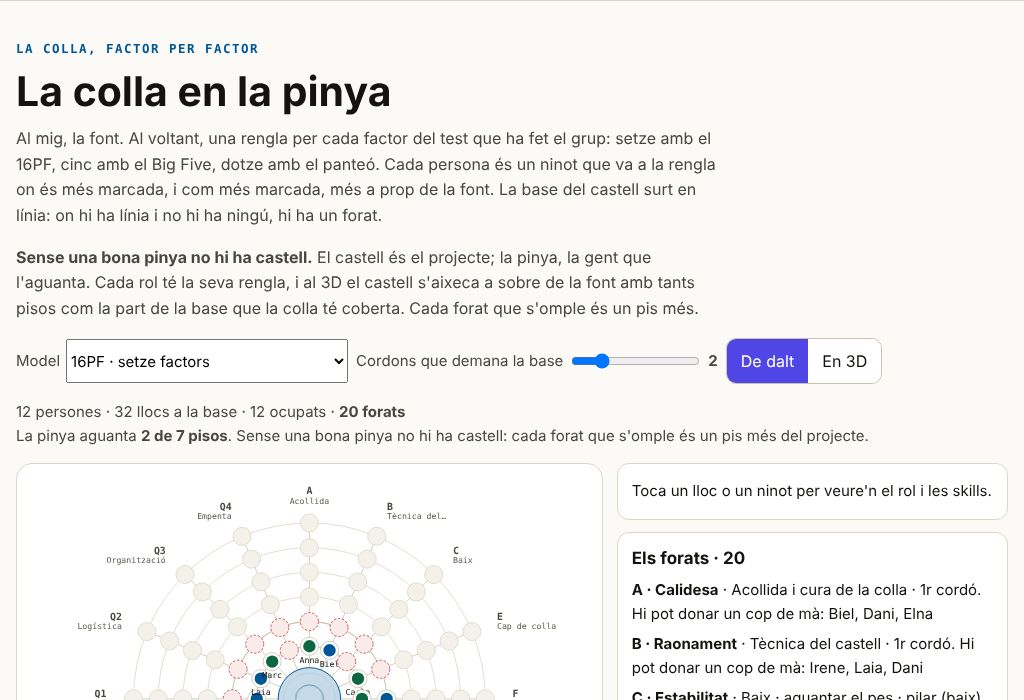 LA COLLA, FACTOR PER FACTOR
La colla en la pinya
Al mig, la font. Al voltant, una rengla per cada factor del test que ha fet el grup: setze amb el
16PF, cinc amb el Big Five, dotze amb el panteó. Cada persona és un ninot que va a la rengla
on és més marcada, i com més marcada, més a prop de la font. La base del castell surt en
línia: on hi ha línia i no hi ha ningú, hi ha un forat.
Sense una bona pinya no hi ha castell. El castell és el projecte; la pinya, la gent que
l'aguanta. Cada rol té la seva rengla, i al 3D el castell s'aixeca a sobre de la font amb tants
pisos com la part de la base que la colla té coberta. Cada forat que s'omple és un pis més.
Model 16PF · setze factors Cordons que demana la base 2 De dalt En 3D
12 persones · 32 llocs a la base · 12 ocupats · 20 forats
La pinya aguanta 2 de 7 pisos. Sense una bona pinya no hi ha castell: cada forat que s'omple és un pis més del projecte.
A
Acollida
Q4
Empenta
B
Tècnica del…
Q3
Organització
C
Baix
Q2
Logística
E
Cap de colla
Q1
F
Anna
Biel
Marc
Laia
Toca un lloc o un ninot per veure'n el rol i les skills.
Els forats · 20
A · Calidesa · Acollida i cura de la colla · 1r cordó.
Hi pot donar un cop de mà: Biel, Dani, Elna
B · Raonament · Tècnica del castell · 1r cordó. Hi
pot donar un cop de mà: Irene, Laia, Dani
C · Estabilitat · Baix · aguantar el pes · pilar (baix)